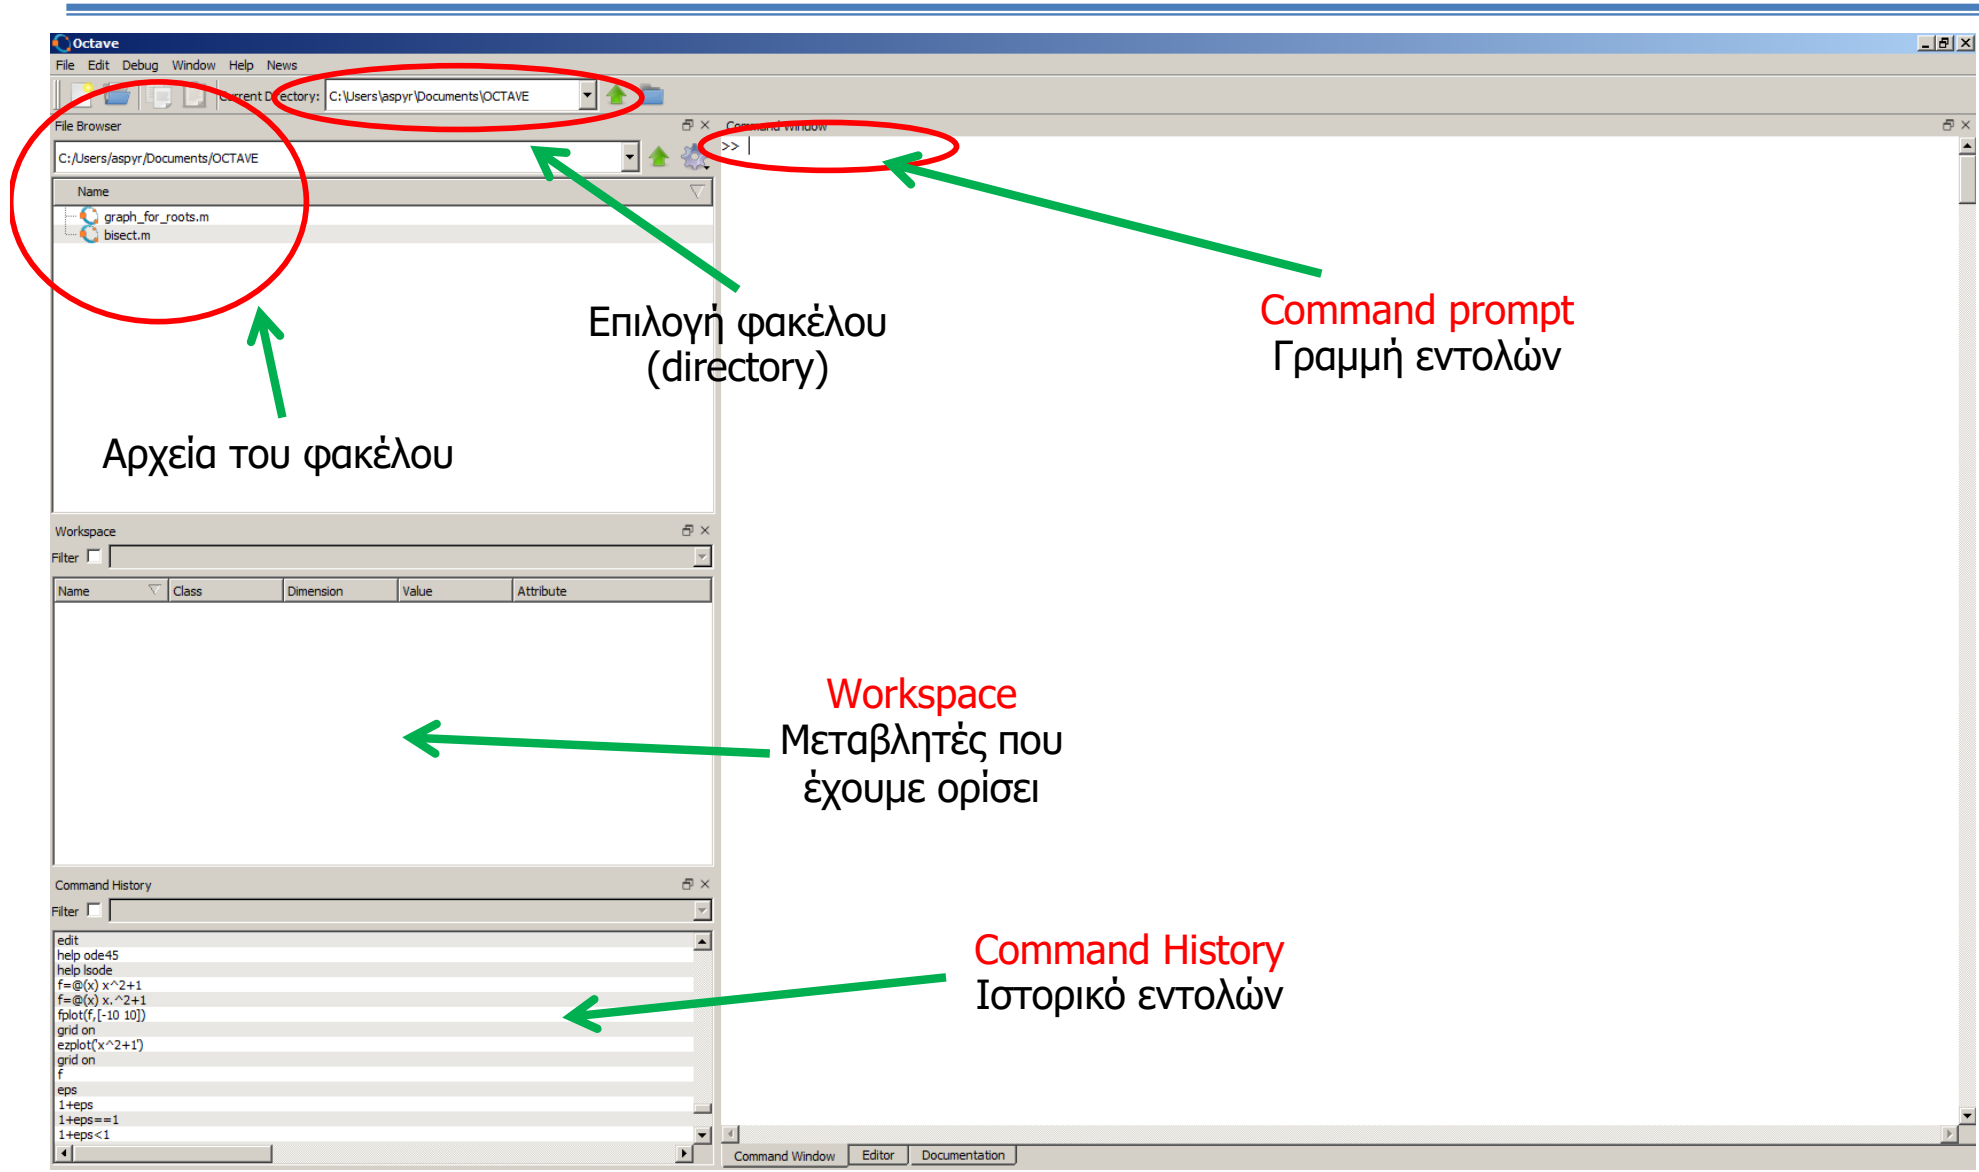 Octave
File Edit Debug Window Help News
Current Directory: C:\Users\aspyr\Documents\OCTAVE
File Browser
C:/Users/aspyr/Documents/OCTAVE
Name
graph_for_roots.m
bisect.m
Command Window
>>
Επιλογή φακέλου
(directory)
Command prompt
Γραμμή εντολών
Αρχεία του φακέλου
Workspace
Filter
Name Class Dimension Value Attribute
Workspace
Μεταβλητές που
έχουμε ορίσει
Command History
Filter
edit
help ode45
help lsode
f=@(x) x^2+1
f=@(x) x.^2+1
fplot(f,[-10 10])
grid on
ezplot('x^2+1')
grid on
f
eps
1+eps
1+eps==1
1+eps<1
Command History
Ιστορικό εντολών
Command Window Editor Documentation